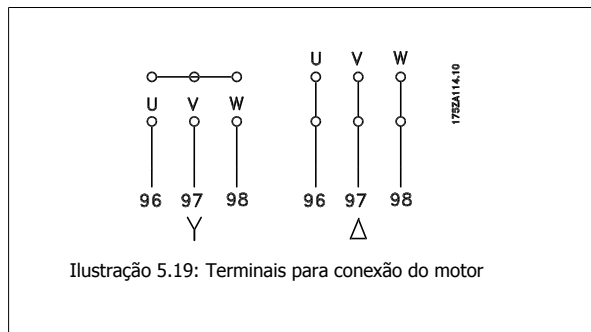 U V W
U V W
175ZA114.10
96 97 98
96 97 98
Y
Δ
Ilustração 5.19: Terminais para conexão do motor